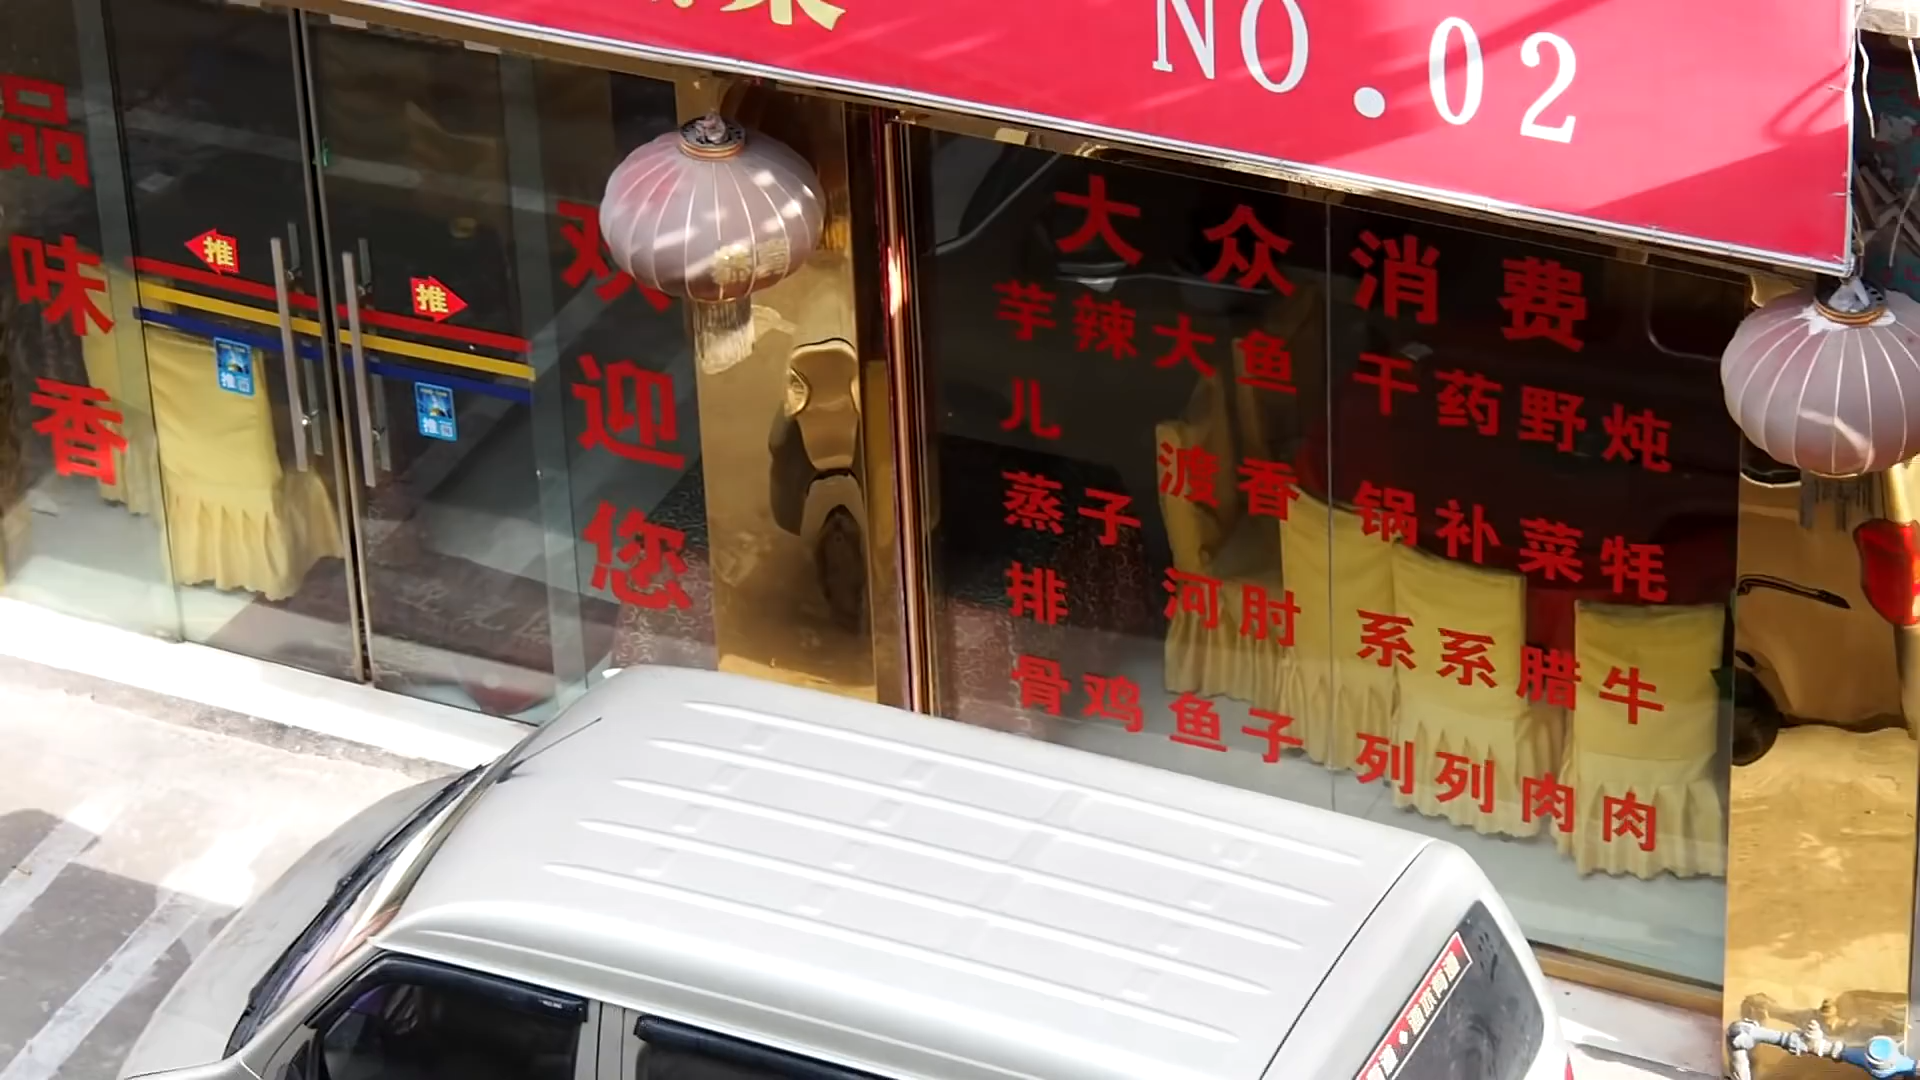 NO.02
品味香
推
推
推
推
欢迎您
大众消费
芋儿蒸排骨
辣子鸡
大渡河鱼
鱼香肘子
干锅系列
药补系列
野菜腊肉
炖牦牛肉